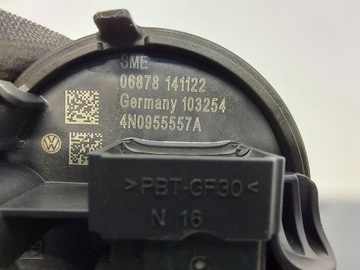 SME
06878 141122
Germany 103254
4N0955557A
>PBT-GF30<
N 16